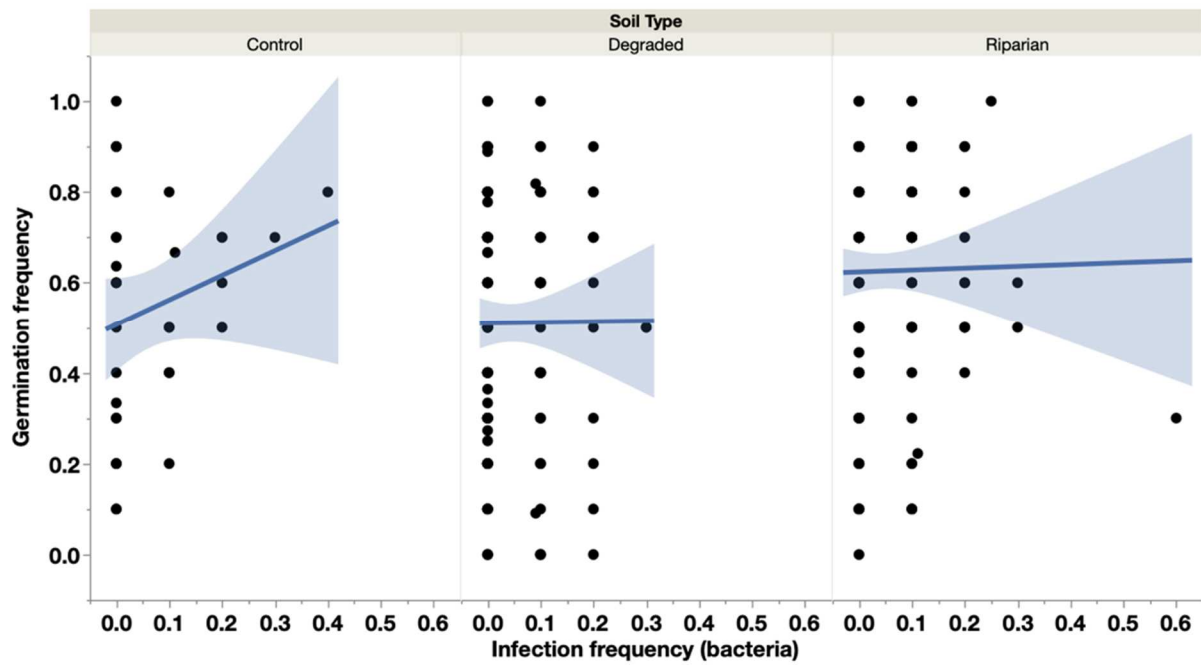 Soil Type
Control Degraded Riparian
1.0
0.8
0.6
0.4
0.2
0.0
Germination frequency
0.0 0.1 0.2 0.3 0.4 0.5 0.6 0.0 0.1 0.2 0.3 0.4 0.5 0.6 0.0 0.1 0.2 0.3 0.4 0.5 0.6
Infection frequency (bacteria)